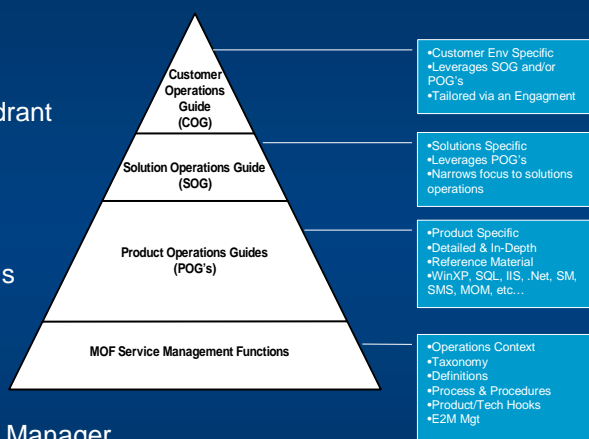 drant
s
Manager
Customer
Operations
Guide
(COG)
Solution Operations Guide
(SOG)
Product Operations Guides
(POG's)
MOF Service Management Functions
•Customer Env Specific
•Leverages SOG and/or
POG's
•Tailored via an Engagment
•Solutions Specific
•Leverages POG's
•Narrows focus to solutions
operations
•Product Specific
•Detailed & In-Depth
•Reference Material
•WinXP, SQL, IIS, .Net, SM,
SMS, MOM, etc…
•Operations Context
•Taxonomy
•Definitions
•Process & Procedures
•Product/Tech Hooks
•E2M Mgt